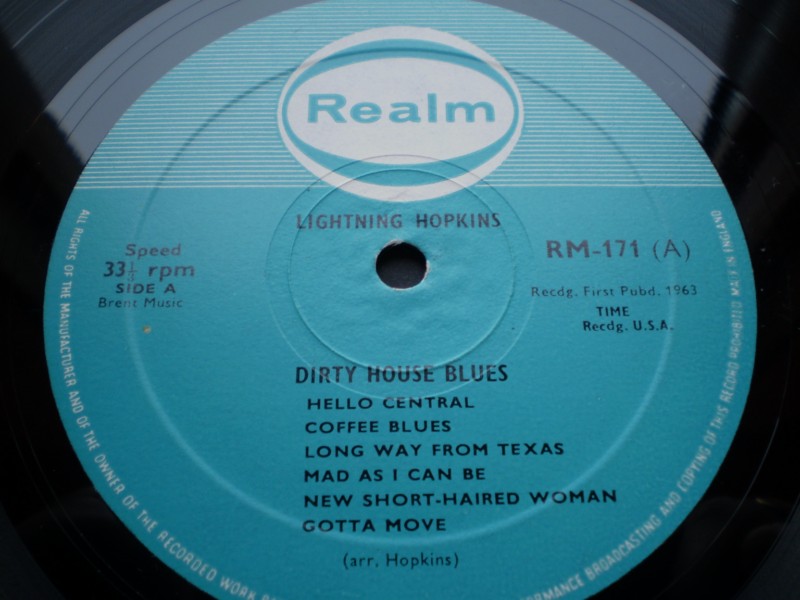 Realm
LIGHTNING HOPKINS
Speed
33⅓ rpm
SIDE A
Brent Music
RM-171 (A)
Recdg. First Pubd. 1963
TIME
Recdg. U.S.A.
DIRTY HOUSE BLUES
HELLO CENTRAL
COFFEE BLUES
LONG WAY FROM TEXAS
MAD AS I CAN BE
NEW SHORT-HAIRED WOMAN
GOTTA MOVE
(arr. Hopkins)
ALL RIGHTS OF THE MANUFACTURER AND OF THE OWNER OF THE RECORDED WORK
PERFORMANCE BROADCASTING AND COPYING OF THIS RECORD PROHIBITED MADE IN ENGLAND